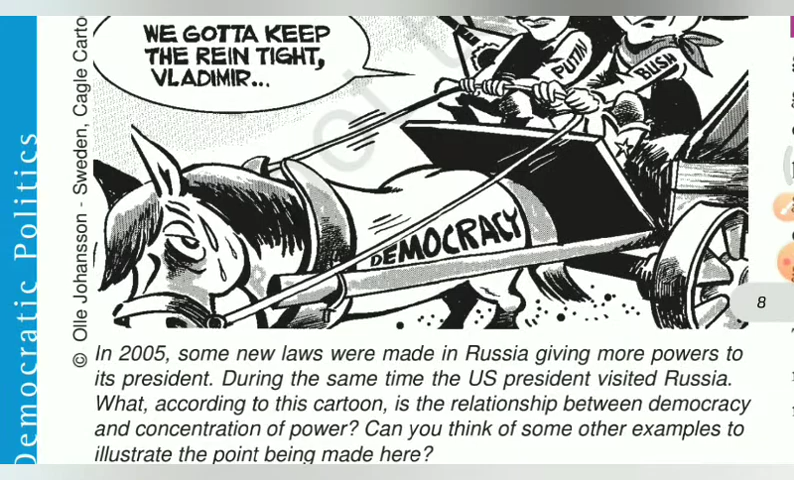 WE GOTTA KEEP
THE REIN TIGHT,
VLADIMIR...
PUTIN
BUSH
DEMOCRACY
© Olle Johansson - Sweden, Cagle Carto
Democratic Politics
8
In 2005, some new laws were made in Russia giving more powers to
its president. During the same time the US president visited Russia.
What, according to this cartoon, is the relationship between democracy
and concentration of power? Can you think of some other examples to
illustrate the point being made here?